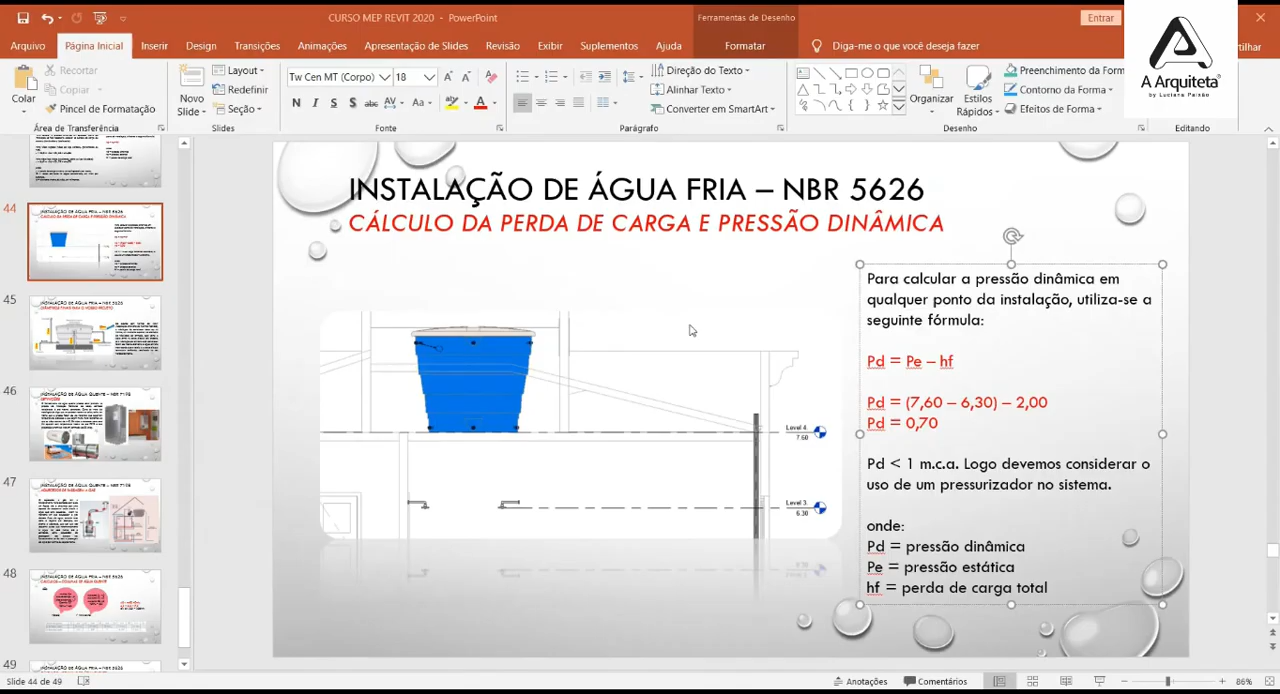 CURSO MEP REVIT 2020 - PowerPoint
Ferramentas de Desenho
Entrar
Arquivo
Página Inicial
Inserir
Design
Transições
Animações
Apresentação de Slides
Revisão
Exibir
Suplementos
Ajuda
Formatar
Diga-me o que você deseja fazer
tilhar
A Arquiteta
by Luciana Paixão
Colar
Recortar
Copiar
Pincel de Formatação
Área de Transferência
Novo
Slide
Layout
Redefinir
Seção
Slides
Tw Cen MT (Corpo)
18
N
I
S
S
abc
AV
Aa
A
Fonte
Direção do Texto
Alinhar Texto
Converter em SmartArt
Parágrafo
Organizar
Estilos
Rápidos
Preenchimento da Form
Contorno da Forma
Efeitos de Forma
Desenho
Editando
44
45
46
47
48
49
INSTALAÇÃO DE ÁGUA FRIA – NBR 5626
CÁLCULO DA PERDA DE CARGA E PRESSÃO DINÂMICA
Para calcular a pressão dinâmica em
qualquer ponto da instalação, utiliza-se a
seguinte fórmula:
Pd = Pe – hf
Pd = (7,60 – 6,30) – 2,00
Pd = 0,70
Pd < 1 m.c.a. Logo devemos considerar o
uso de um pressurizador no sistema.
onde:
Pd = pressão dinâmica
Pe = pressão estática
hf = perda de carga total
Level 4
7.60
Level 3
6.30
Slide 44 de 49
Anotações
Comentários
86%